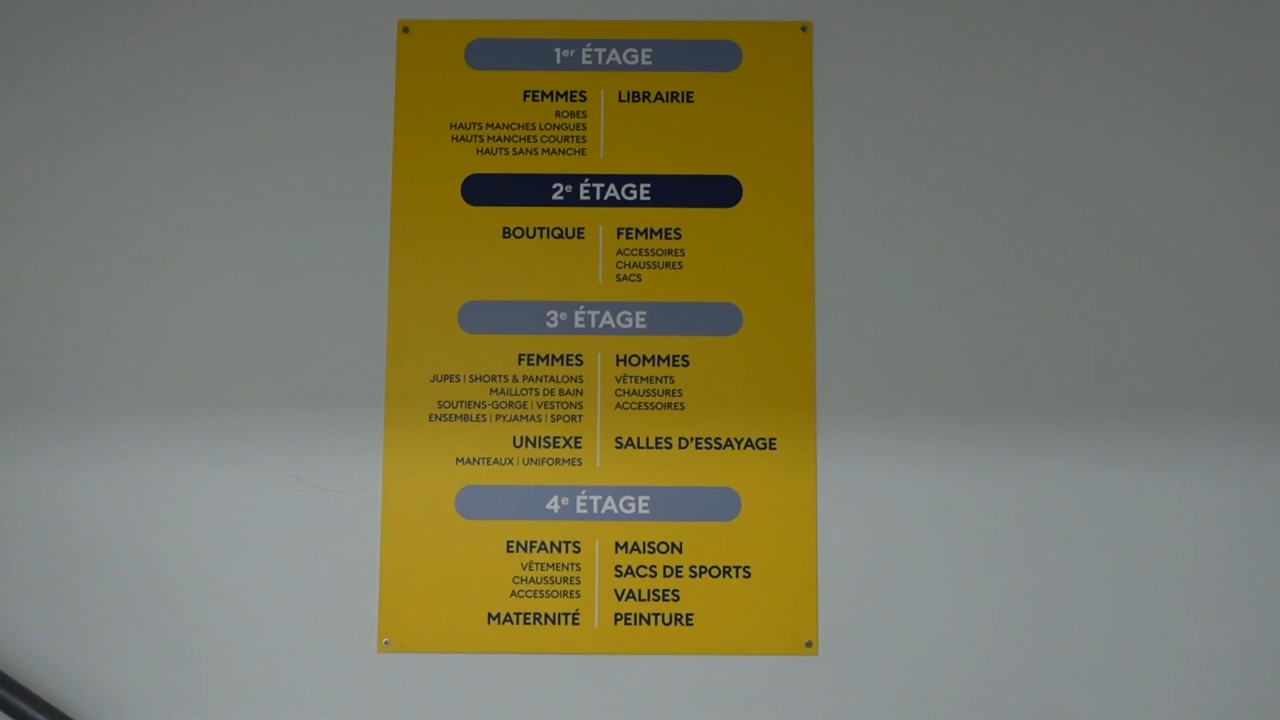 1er ÉTAGE
FEMMES
ROBES
HAUTS MANCHES LONGUES
HAUTS MANCHES COURTES
HAUTS SANS MANCHE
LIBRAIRIE
2e ÉTAGE
BOUTIQUE
FEMMES
ACCESSOIRES
CHAUSSURES
SACS
3e ÉTAGE
FEMMES
JUPES | SHORTS & PANTALONS
MAILLOTS DE BAIN
SOUTIENS-GORGE | VESTONS
ENSEMBLES | PYJAMAS | SPORT
UNISEXE
MANTEAUX | UNIFORMES
HOMMES
VÊTEMENTS
CHAUSSURES
ACCESSOIRES
SALLES D'ESSAYAGE
4e ÉTAGE
ENFANTS
VÊTEMENTS
CHAUSSURES
ACCESSOIRES
MATERNITÉ
MAISON
SACS DE SPORTS
VALISES
PEINTURE